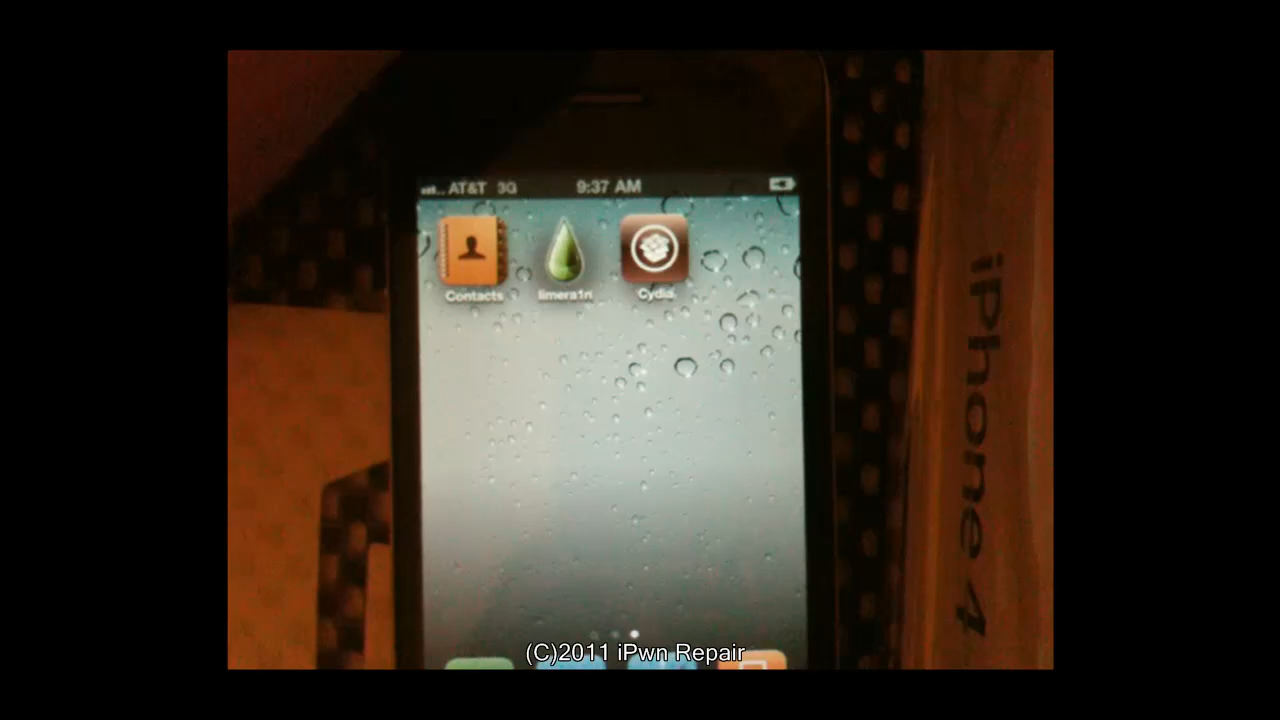 AT&T 3G 9:37 AM
Contacts limera1n Cydia
iPhone 4
(C)2011 iPwn Repair